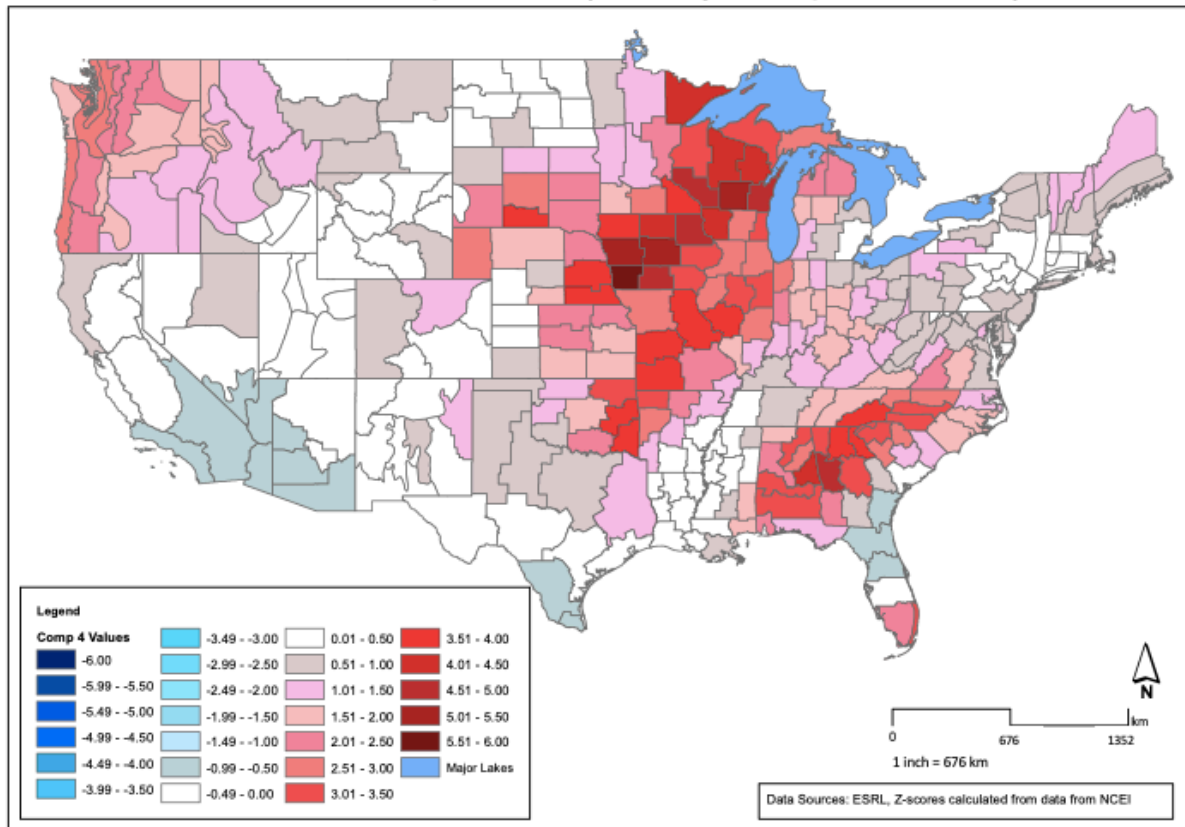 Legend
Comp 4 Values
-6.00
-5.99 - -5.50
-5.49 - -5.00
-4.99 - -4.50
-4.49 - -4.00
-3.99 - -3.50
-3.49 - -3.00
-2.99 - -2.50
-2.49 - -2.00
-1.99 - -1.50
-1.49 - -1.00
-0.99 - -0.50
-0.49 - 0.00
0.01 - 0.50
0.51 - 1.00
1.01 - 1.50
1.51 - 2.00
2.01 - 2.50
2.51 - 3.00
3.01 - 3.50
3.51 - 4.00
4.01 - 4.50
4.51 - 5.00
5.01 - 5.50
5.51 - 6.00
Major Lakes
N
km
0 676 1352
1 inch = 676 km
Data Sources: ESRL, Z-scores calculated from data from NCEI